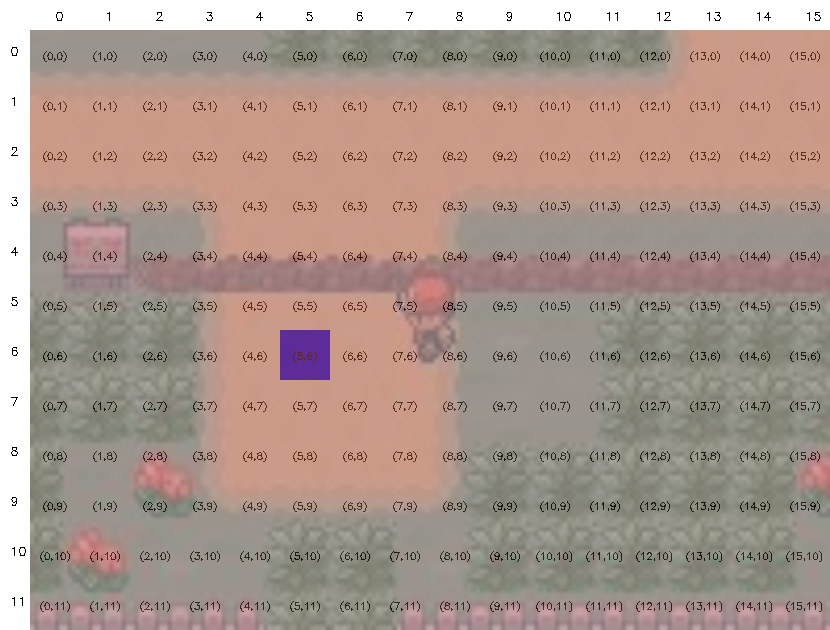 0 1 2 3 4 5 6 7 8 9 10 11 12 13 14 15
0 (0,0) (1,0) (2,0) (3,0) (4,0) (5,0) (6,0) (7,0) (8,0) (9,0) (10,0) (11,0) (12,0) (13,0) (14,0) (15,0)
1 (0,1) (1,1) (2,1) (3,1) (4,1) (5,1) (6,1) (7,1) (8,1) (9,1) (10,1) (11,1) (12,1) (13,1) (14,1) (15,1)
2 (0,2) (1,2) (2,2) (3,2) (4,2) (5,2) (6,2) (7,2) (8,2) (9,2) (10,2) (11,2) (12,2) (13,2) (14,2) (15,2)
3 (0,3) (1,3) (2,3) (3,3) (4,3) (5,3) (6,3) (7,3) (8,3) (9,3) (10,3) (11,3) (12,3) (13,3) (14,3) (15,3)
4 (0,4) (1,4) (2,4) (3,4) (4,4) (5,4) (6,4) (7,4) (8,4) (9,4) (10,4) (11,4) (12,4) (13,4) (14,4) (15,4)
5 (0,5) (1,5) (2,5) (3,5) (4,5) (5,5) (6,5) (7,5) (8,5) (9,5) (10,5) (11,5) (12,5) (13,5) (14,5) (15,5)
6 (0,6) (1,6) (2,6) (3,6) (4,6) (5,6) (6,6) (7,6) (8,6) (9,6) (10,6) (11,6) (12,6) (13,6) (14,6) (15,6)
7 (0,7) (1,7) (2,7) (3,7) (4,7) (5,7) (6,7) (7,7) (8,7) (9,7) (10,7) (11,7) (12,7) (13,7) (14,7) (15,7)
8 (0,8) (1,8) (2,8) (3,8) (4,8) (5,8) (6,8) (7,8) (8,8) (9,8) (10,8) (11,8) (12,8) (13,8) (14,8) (15,8)
9 (0,9) (1,9) (2,9) (3,9) (4,9) (5,9) (6,9) (7,9) (8,9) (9,9) (10,9) (11,9) (12,9) (13,9) (14,9) (15,9)
10 (0,10) (1,10) (2,10) (3,10) (4,10) (5,10) (6,10) (7,10) (8,10) (9,10) (10,10) (11,10) (12,10) (13,10) (14,10) (15,10)
11 (0,11) (1,11) (2,11) (3,11) (4,11) (5,11) (6,11) (7,11) (8,11) (9,11) (10,11) (11,11) (12,11) (13,11) (14,11) (15,11)